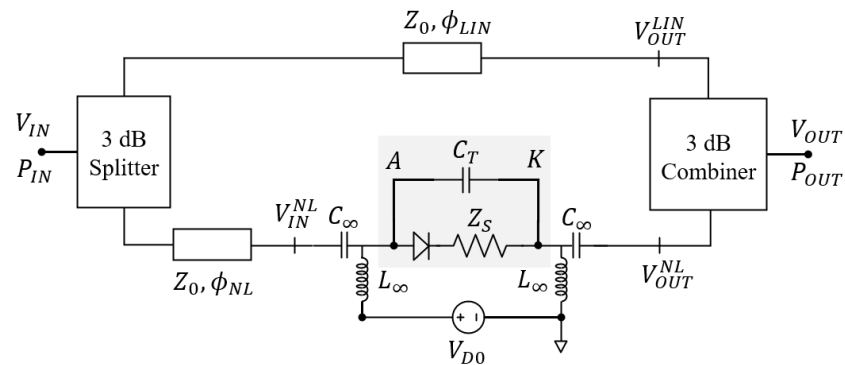 Z_0, ϕ_LIN
V_OUT^LIN
V_IN
P_IN
3 dB
Splitter
A
C_T
K
Z_S
V_IN^NL
C_∞
C_∞
3 dB
Combiner
V_OUT
P_OUT
Z_0, ϕ_NL
L_∞
L_∞
V_OUT^NL
+ −
V_D0